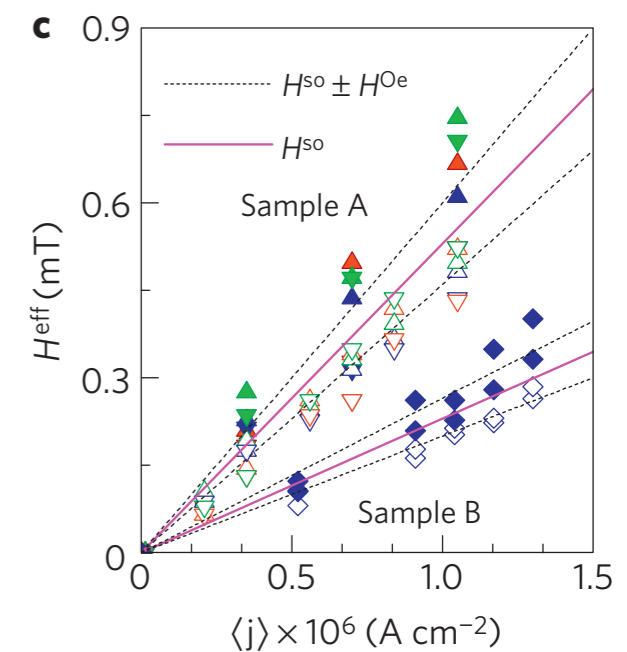 c
0.9
H^so ± H^Oe
H^so
Sample A
0.6
H^eff (mT)
0.3
Sample B
0
0 0.5 1.0 1.5
⟨j⟩ × 10^6 (A cm^−2)